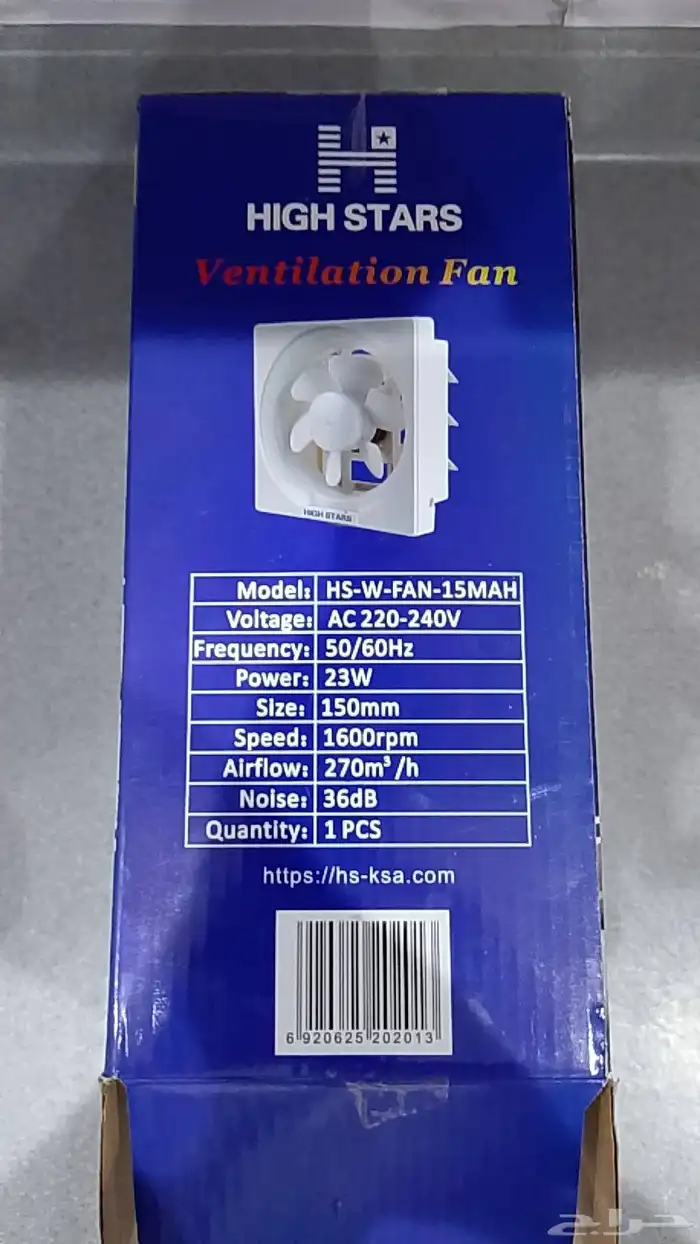 HIGH STARS
Ventilation Fan
HIGH STARS
Model: HS-W-FAN-15MAH
Voltage: AC 220-240V
Frequency: 50/60Hz
Power: 23W
Size: 150mm
Speed: 1600rpm
Airflow: 270m³/h
Noise: 36dB
Quantity: 1 PCS
https://hs-ksa.com
6 920625 202013
حراج